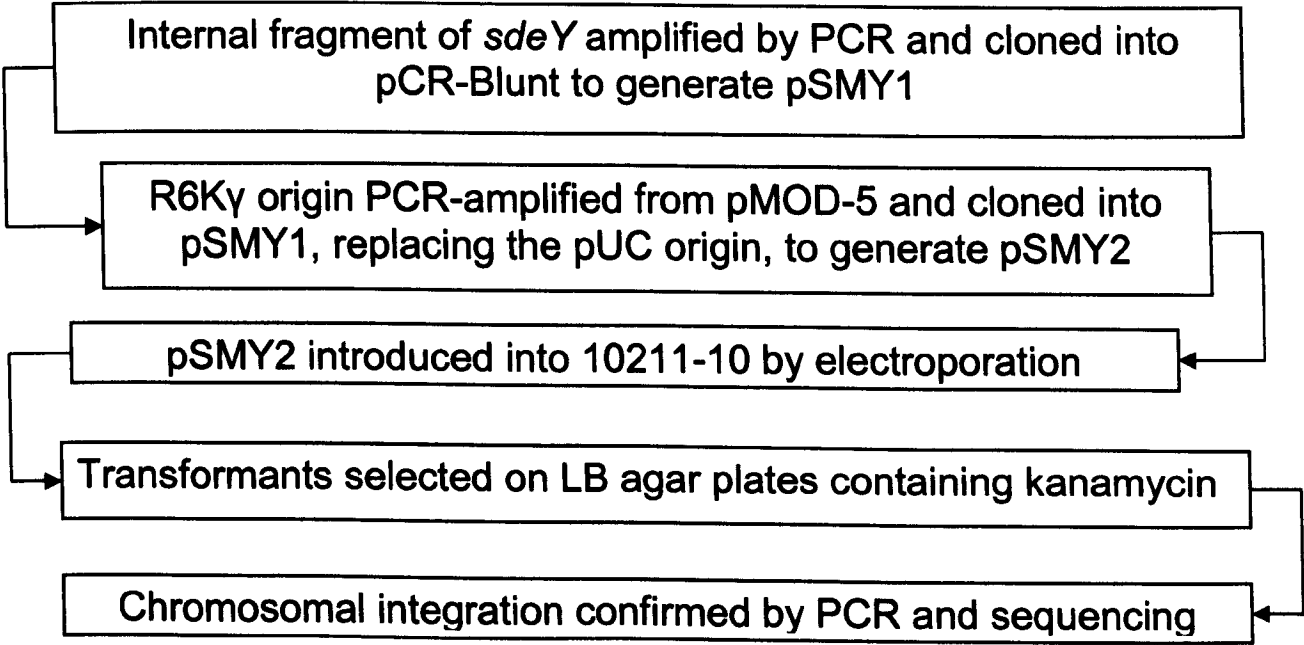 Internal fragment of sdeY amplified by PCR and cloned into
pCR-Blunt to generate pSMY1
R6Kγ origin PCR-amplified from pMOD-5 and cloned into
pSMY1, replacing the pUC origin, to generate pSMY2
pSMY2 introduced into 10211-10 by electroporation
Transformants selected on LB agar plates containing kanamycin
Chromosomal integration confirmed by PCR and sequencing